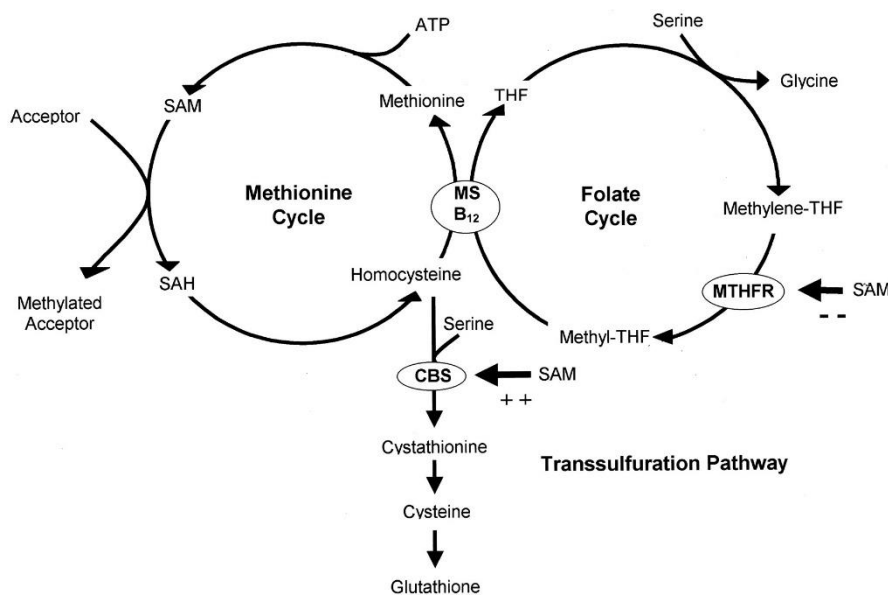 ATP
Serine
Glycine
SAM
Methionine
THF
Acceptor
Methionine
Cycle
MS
B₁₂
Folate
Cycle
Methylene-THF
SAH
Homocysteine
MTHFR
SAM
- -
Methylated
Acceptor
Serine
Methyl-THF
CBS
SAM
+ +
Cystathionine
Transsulfuration Pathway
Cysteine
Glutathione